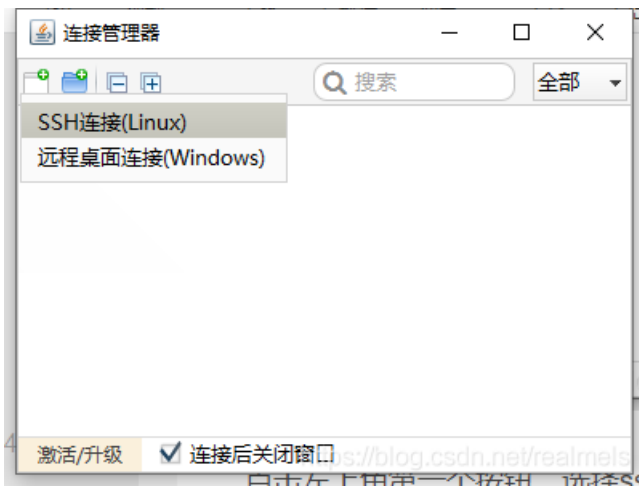 连接管理器
搜索
全部
SSH连接(Linux)
远程桌面连接(Windows)
激活/升级
连接后关闭窗口
https://blog.csdn.net/realmels
4